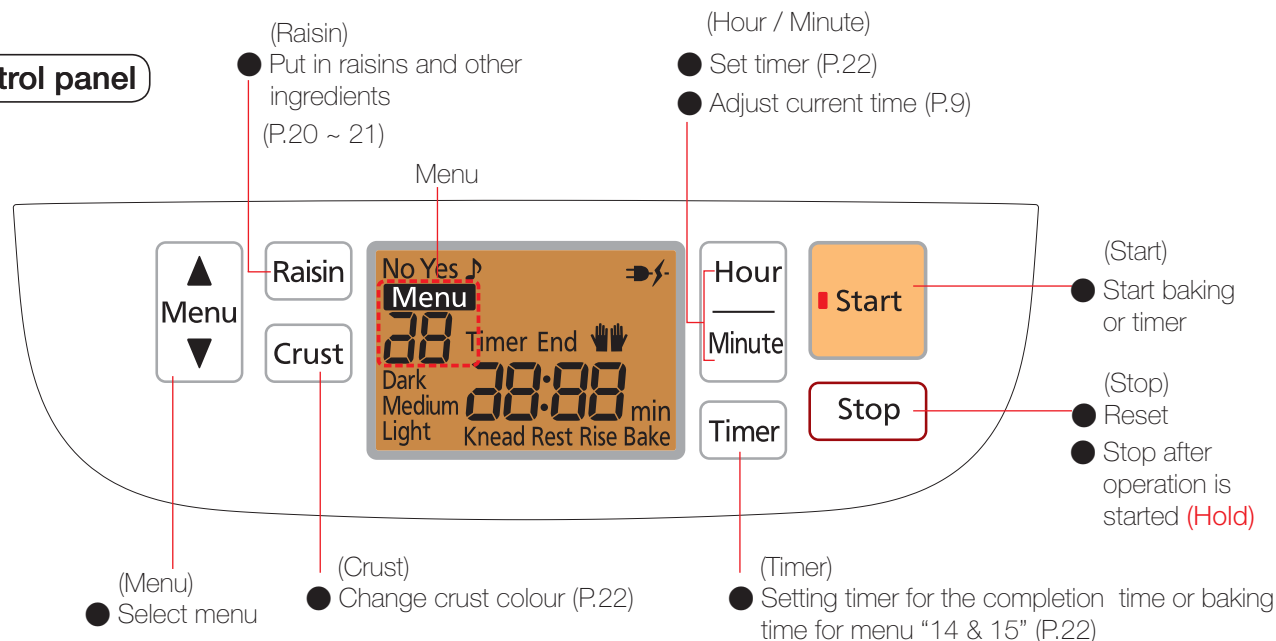 (Raisin)
● Put in raisins and other
ingredients
(P.20 ~ 21)
(Hour / Minute)
● Set timer (P.22)
● Adjust current time (P.9)
trol panel
Menu
▲
Menu
▼
Raisin
Crust
No Yes ♪
Menu
28
Timer End
Dark
Medium
Light
28:88 min
Knead Rest Rise Bake
Hour
Minute
Timer
Start
Stop
(Start)
● Start baking
or timer
(Stop)
● Reset
● Stop after
operation is
started (Hold)
(Menu)
● Select menu
(Crust)
● Change crust colour (P.22)
(Timer)
● Setting timer for the completion time or baking
time for menu “14 & 15” (P.22)